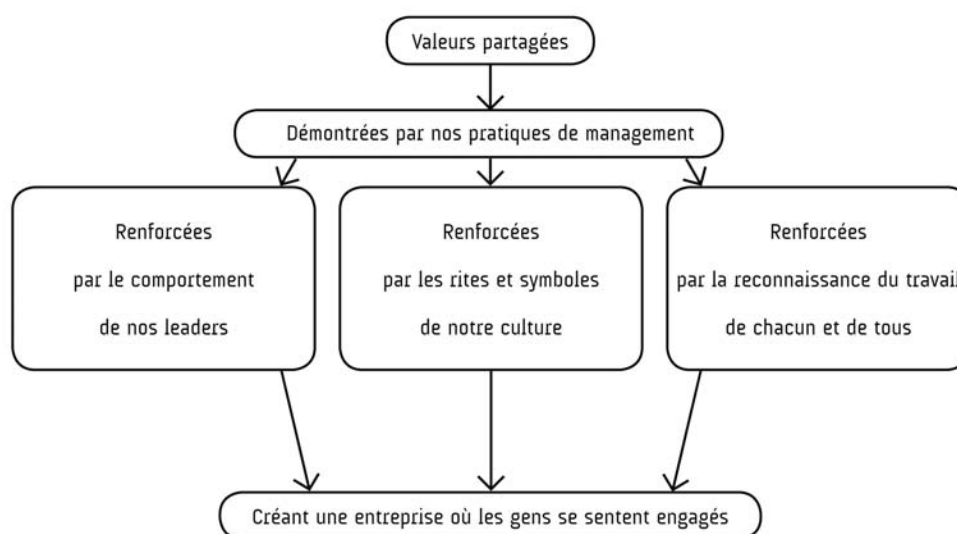 Valeurs partagées
Démontrées par nos pratiques de management
Renforcées
par le comportement
de nos leaders
Renforcées
par les rites et symboles
de notre culture
Renforcées
par la reconnaissance du travail
de chacun et de tous
Créant une entreprise où les gens se sentent engagés